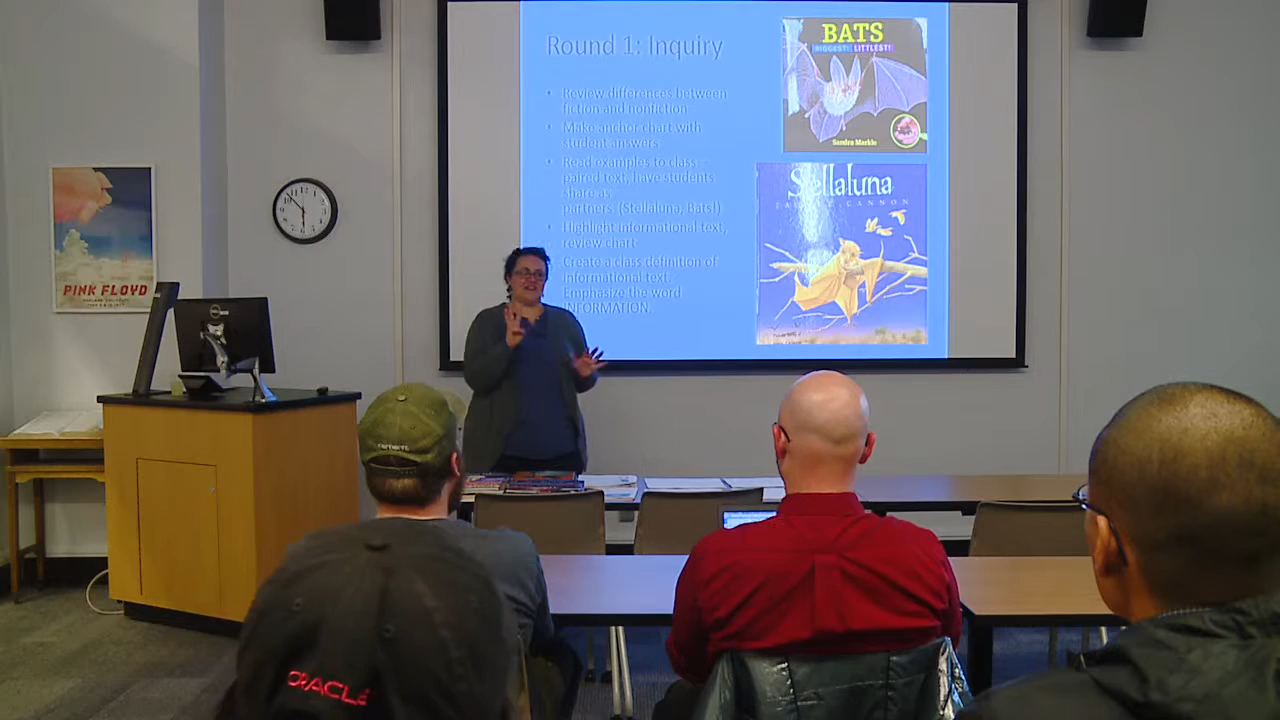 Round 1: Inquiry
• Review differences between
fiction and nonfiction
• Make anchor chart with
student answers
• Read examples to class –
paired text, have students
share as
partners (Stellaluna, Bats!)
• Highlight informational text,
review chart
Create a class definition of
informational text.
Emphasize the word
INFORMATION.
BATS
BIGGEST! LITTLEST!
Sandra Markle
Stellaluna
CANNON
PINK FLOYD
ORACLE